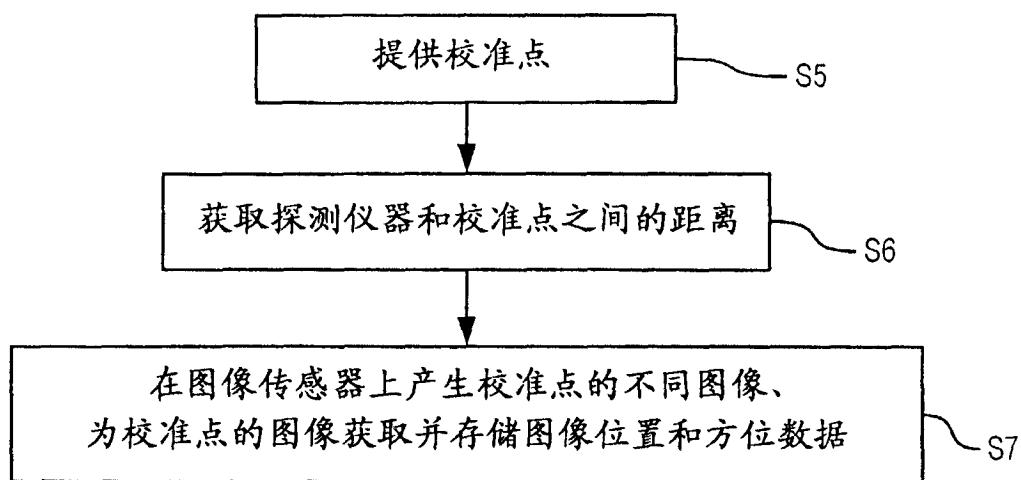 提供校准点
S5
获取探测仪器和校准点之间的距离
S6
在图像传感器上产生校准点的不同图像、
为校准点的图像获取并存储图像位置和方位数据
S7